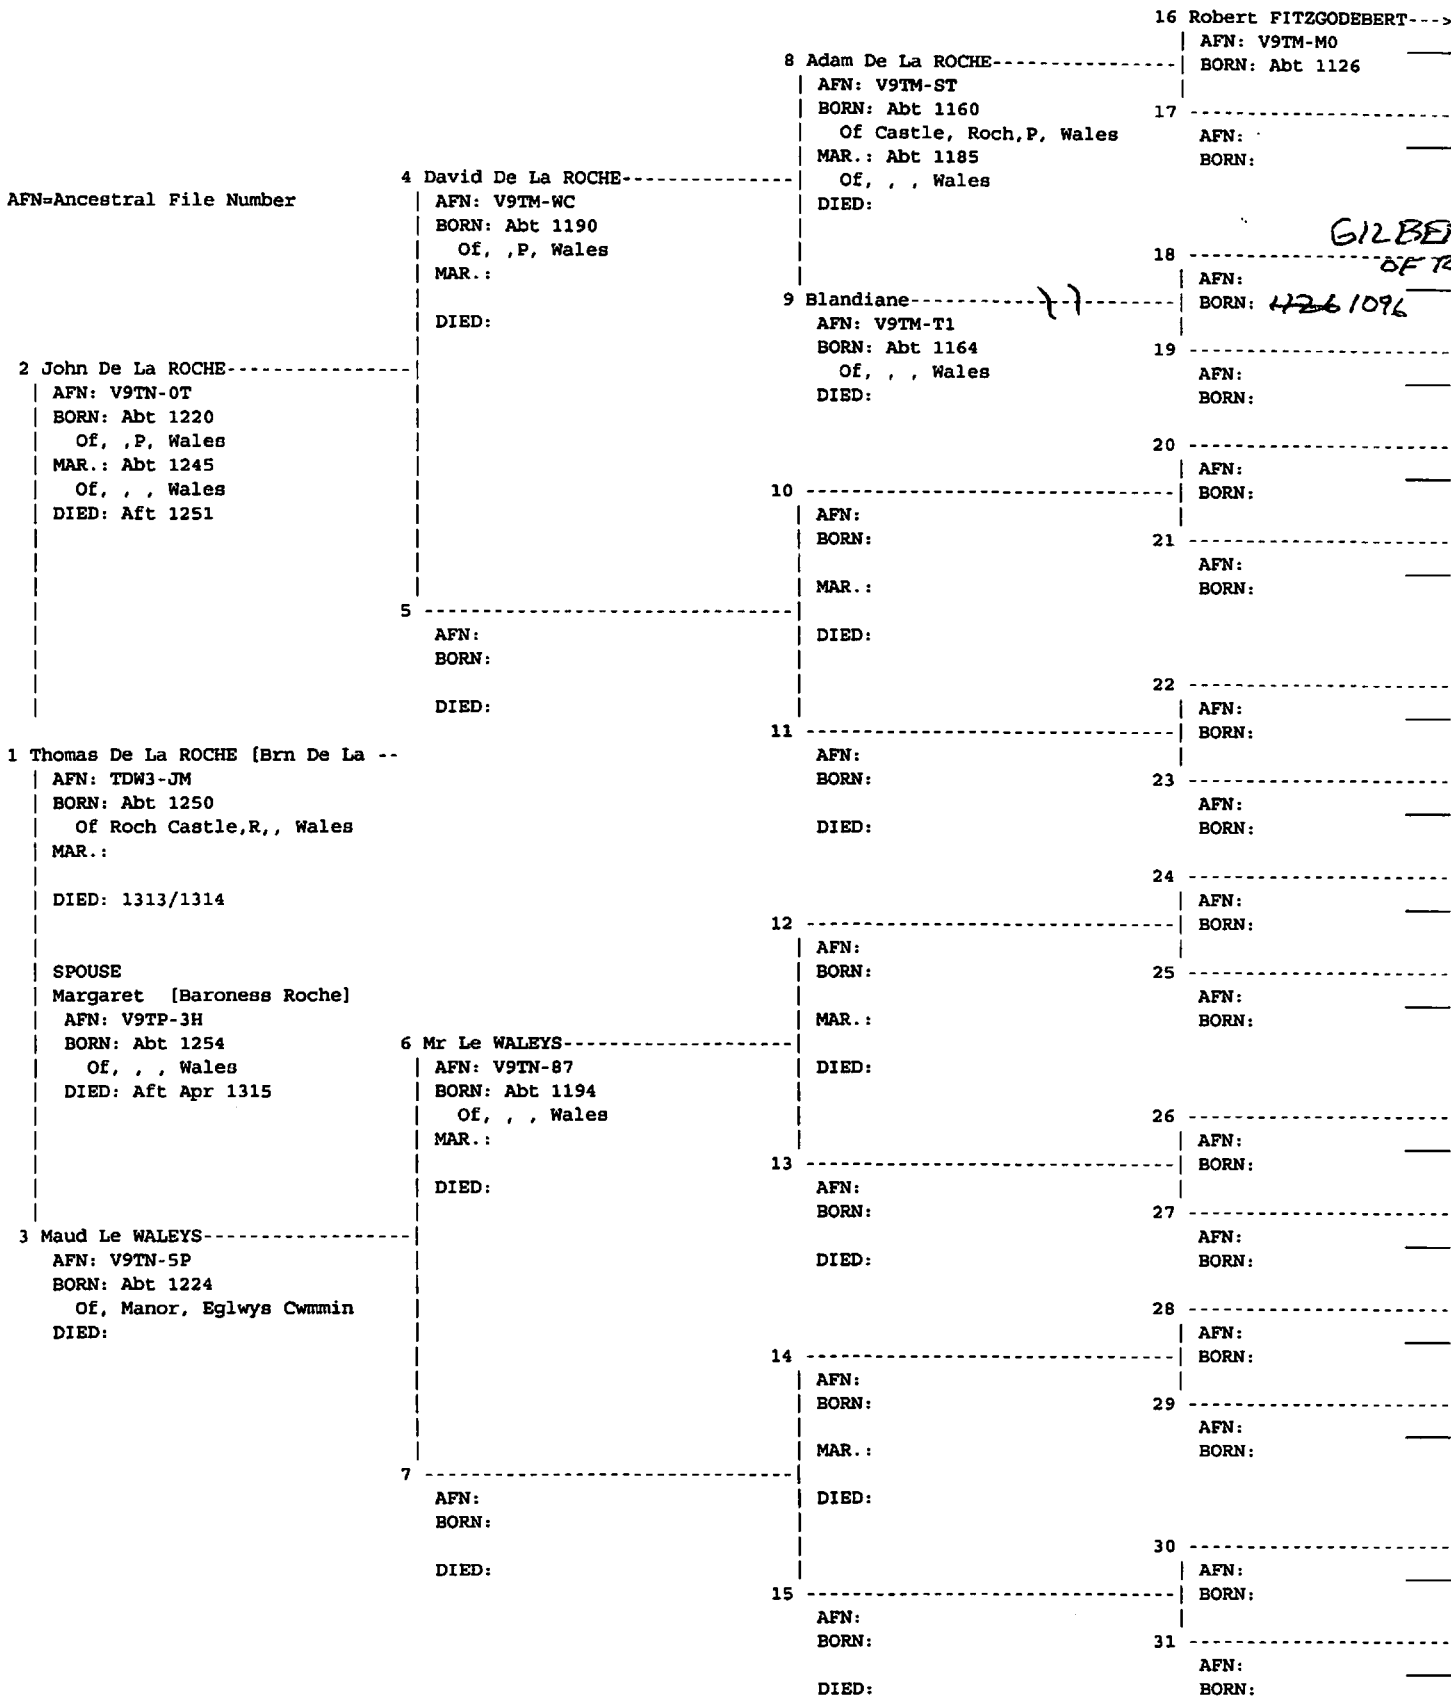 AFN=Ancestral File Number
1 Thomas De La ROCHE [Brn De La --
AFN: TDW3-JM
BORN: Abt 1250
Of Roch Castle,R,, Wales
MAR.:
DIED: 1313/1314
SPOUSE
Margaret [Baroness Roche]
AFN: V9TP-3H
BORN: Abt 1254
Of, , , Wales
DIED: Aft Apr 1315
2 John De La ROCHE
AFN: V9TN-0T
BORN: Abt 1220
Of, ,P, Wales
MAR.: Abt 1245
Of, , , Wales
DIED: Aft 1251
3 Maud Le WALEYS
AFN: V9TN-5P
BORN: Abt 1224
Of, Manor, Eglwys Cwmmin
DIED:
4 David De La ROCHE
AFN: V9TM-WC
BORN: Abt 1190
Of, ,P, Wales
MAR.:
DIED:
5
AFN:
BORN:
DIED:
6 Mr Le WALEYS
AFN: V9TN-87
BORN: Abt 1194
Of, , , Wales
MAR.:
DIED:
7
AFN:
BORN:
DIED:
8 Adam De La ROCHE
AFN: V9TM-ST
BORN: Abt 1160
Of Castle, Roch,P, Wales
MAR.: Abt 1185
Of, , , Wales
DIED:
9 Blandiane
AFN: V9TM-T1
BORN: Abt 1164
Of, , , Wales
DIED:
10
AFN:
BORN:
MAR.:
DIED:
11
AFN:
BORN:
DIED:
12
AFN:
BORN:
MAR.:
DIED:
13
AFN:
BORN:
DIED:
14
AFN:
BORN:
MAR.:
DIED:
15
AFN:
BORN:
DIED:
16 Robert FITZGODEBERT--->
AFN: V9TM-M0
BORN: Abt 1126
17
AFN:
BORN:
GILBE
18
OF
AFN:
BORN: 1096
19
AFN:
BORN:
20
AFN:
BORN:
21
AFN:
BORN:
22
AFN:
BORN:
23
AFN:
BORN:
24
AFN:
BORN:
25
AFN:
BORN:
26
AFN:
BORN:
27
AFN:
BORN:
28
AFN:
BORN:
29
AFN:
BORN:
30
AFN:
BORN:
31
AFN:
BORN: